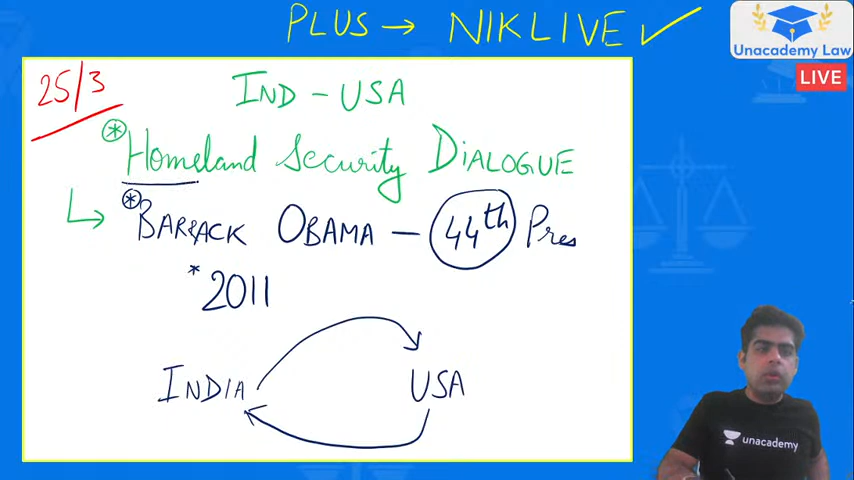 PLUS → NIKLIVE ✓
Unacademy Law
LIVE
25/3
IND - USA
* Homeland Security DIALOGUE
* BARRACK OBAMA - 44th Pres
* 2011
INDIA USA
unacademy